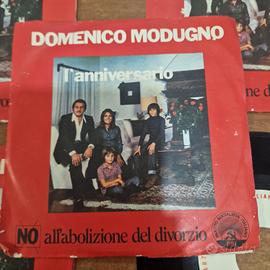 DOMENICO MODUGNO
l'anniversario
NO all'abolizione del divorzio